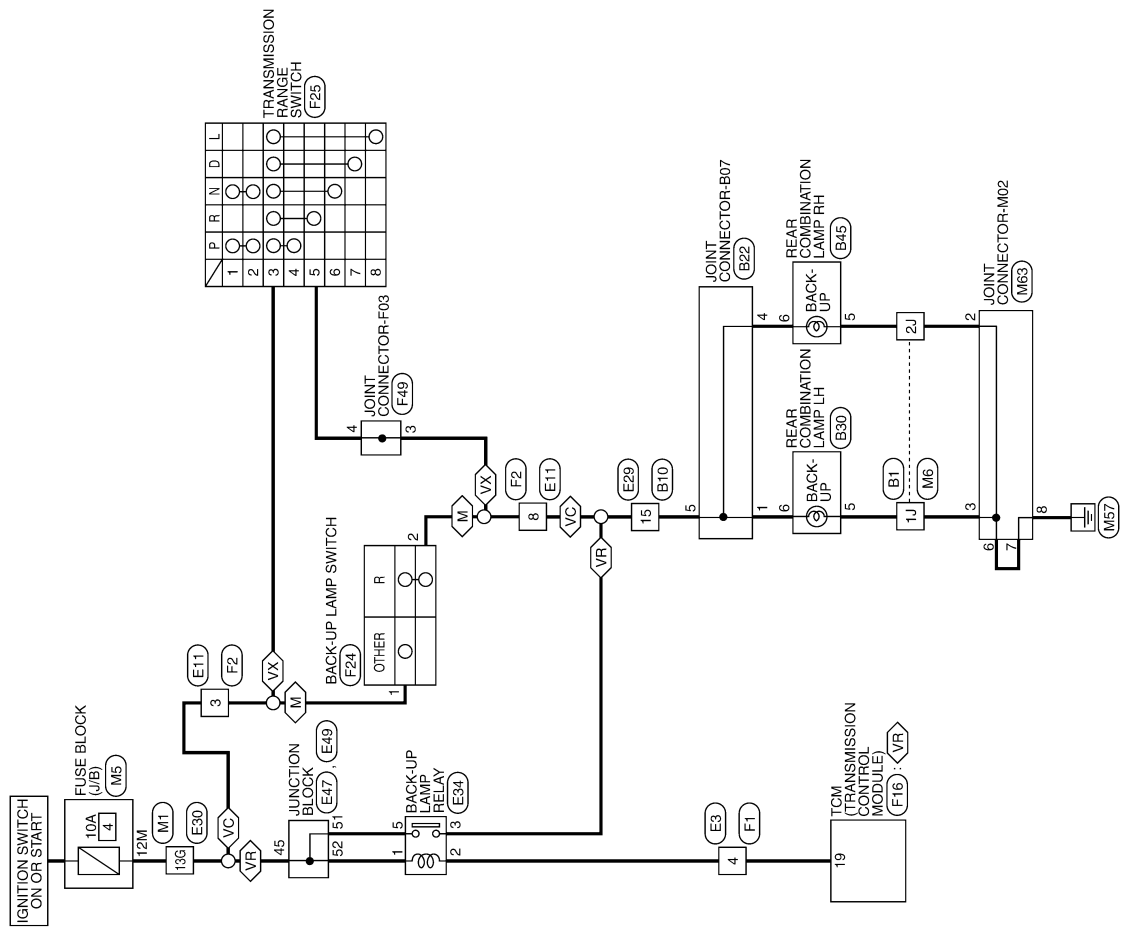 IGNITION SWITCH
ON OR START
FUSE BLOCK
(J/B)
M5
10A
4
12M
13G
M1
E30
VC
VR
45
JUNCTION
BLOCK
E47 , E49
52
51
1
5
BACK-UP
LAMP
RELAY
E34
2
3
4
E3
F1
19
TCM
(TRANSMISSION
CONTROL
MODULE)
F16 : VR
3
E11
F2
VX
M
1
BACK-UP LAMP SWITCH
F24
OTHER
R
2
M
VX
TRANSMISSION
RANGE
SWITCH
F25
P
R
N
D
L
1
2
3
4
5
6
7
8
JOINT
CONNECTOR-F03
F49
4
3
8
F2
E11
VC
VR
15
E29
B10
5
JOINT
CONNECTOR-B07
B22
1
4
6
REAR
COMBINATION
LAMP LH
B30
BACK-
UP
5
6
REAR
COMBINATION
LAMP RH
B45
BACK-
UP
5
1J
B1
M6
2J
3
2
JOINT
CONNECTOR-M02
M63
6
7
8
M57